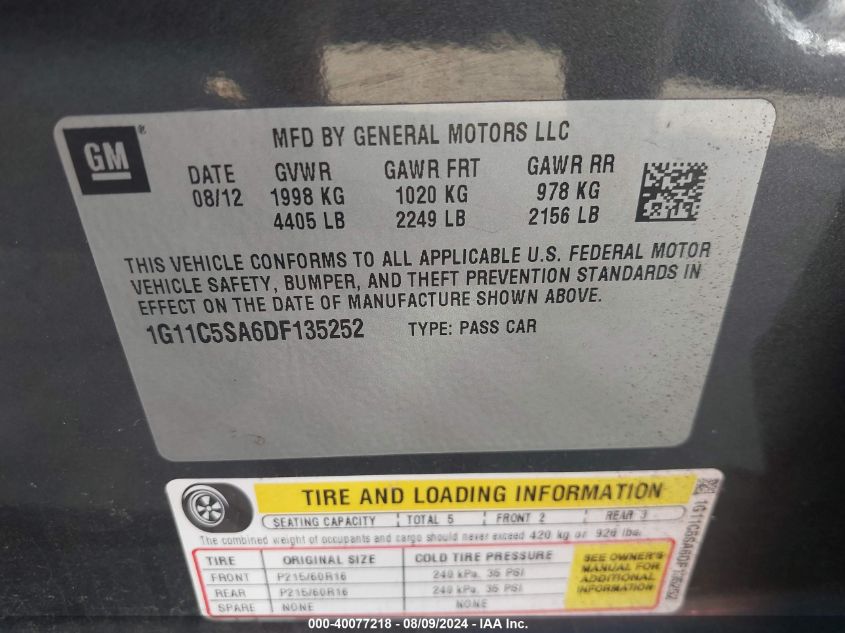 GM®
MFD BY GENERAL MOTORS LLC
DATE GVWR GAWR FRT GAWR RR
08/12 1998 KG 1020 KG 978 KG
4405 LB 2249 LB 2156 LB
THIS VEHICLE CONFORMS TO ALL APPLICABLE U.S. FEDERAL MOTOR
VEHICLE SAFETY, BUMPER, AND THEFT PREVENTION STANDARDS IN
EFFECT ON THE DATE OF MANUFACTURE SHOWN ABOVE.
1G11C5SA6DF135252 TYPE: PASS CAR
TIRE AND LOADING INFORMATION
SEATING CAPACITY TOTAL 5 FRONT 2 REAR 3
The combined weight of occupants and cargo should never exceed 420 kg or 926 lbs.
TIRE ORIGINAL SIZE COLD TIRE PRESSURE
FRONT P215/60R16 240 kPa, 35 PSI
REAR P215/60R16 240 kPa, 35 PSI
SPARE NONE NONE
SEE OWNER'S
MANUAL FOR
ADDITIONAL
INFORMATION
1G11C5SA6DF135252
000-40077218 - 08/09/2024 - IAA Inc.